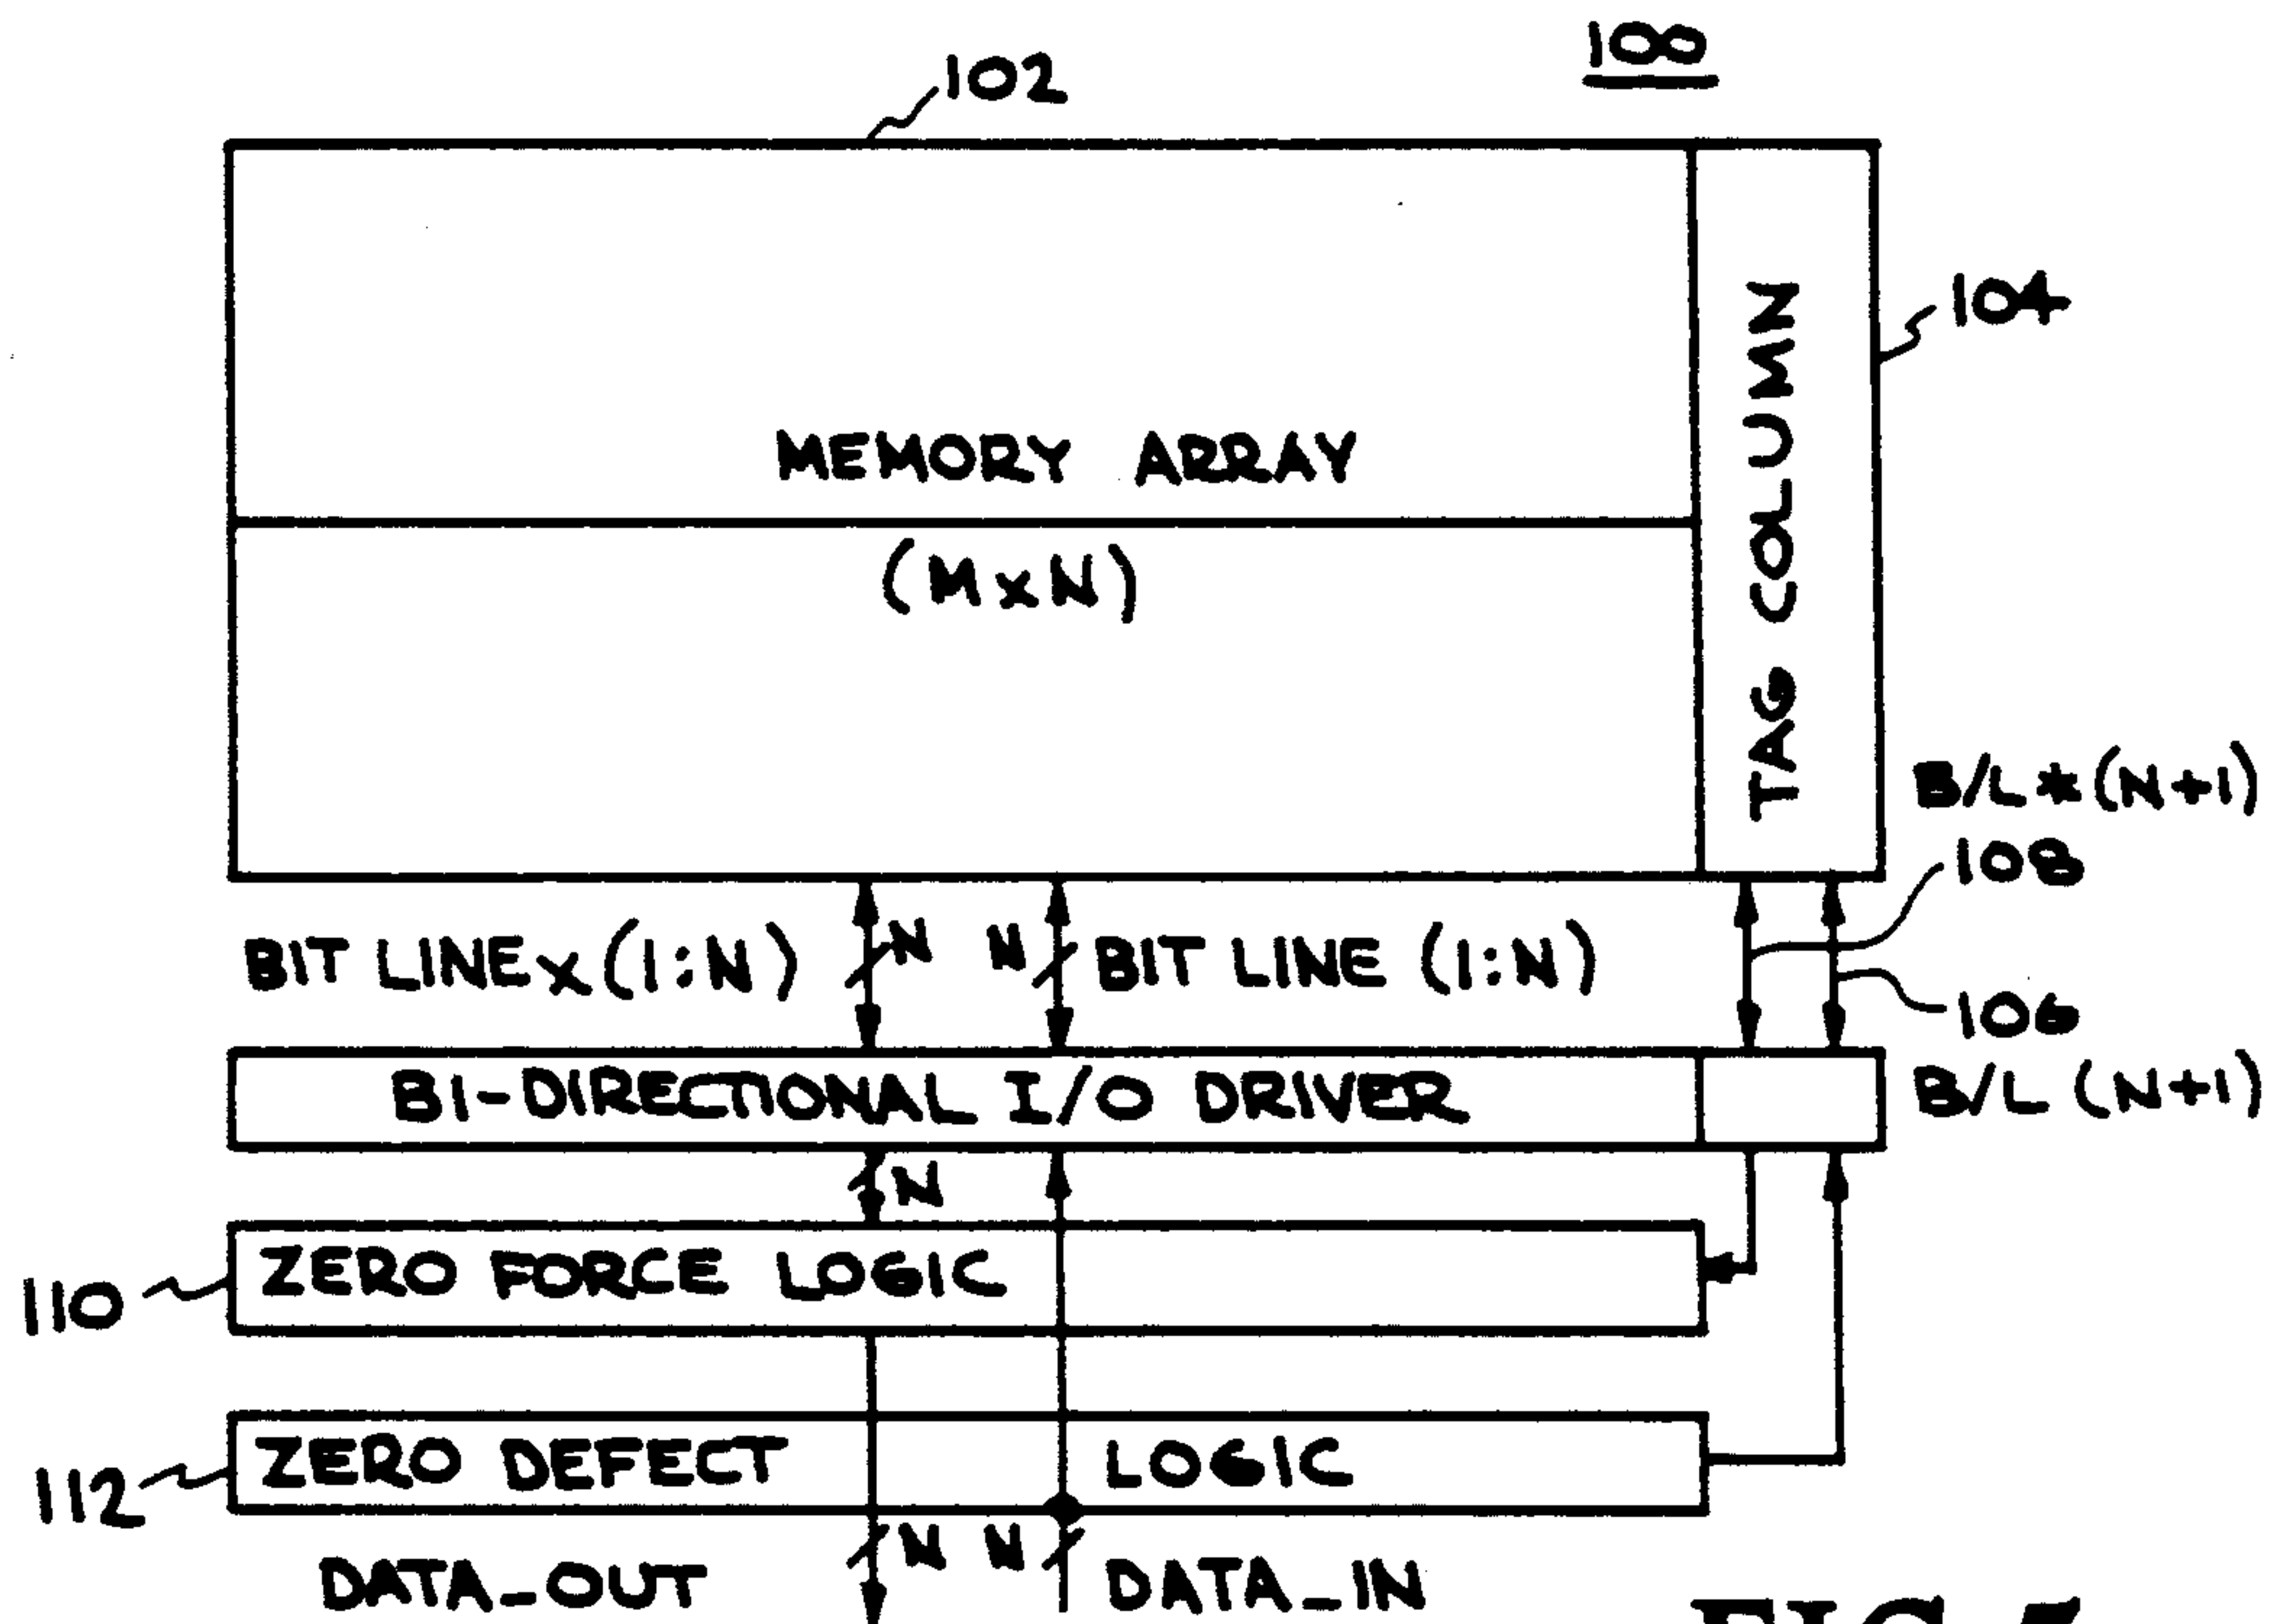 100
102
104
MEMORY ARRAY
(MxN)
TAG COLUMN
B/L*(N+1)
108
BIT LINEx(1:N) N N BIT LINE (1:N)
106
BI-DIRECTIONAL I/O DRIVER
B/L (N+1)
N
ZERO FORCE LOGIC
110
ZERO DEFECT LOGIC
112
N N
DATA_OUT DATA_IN